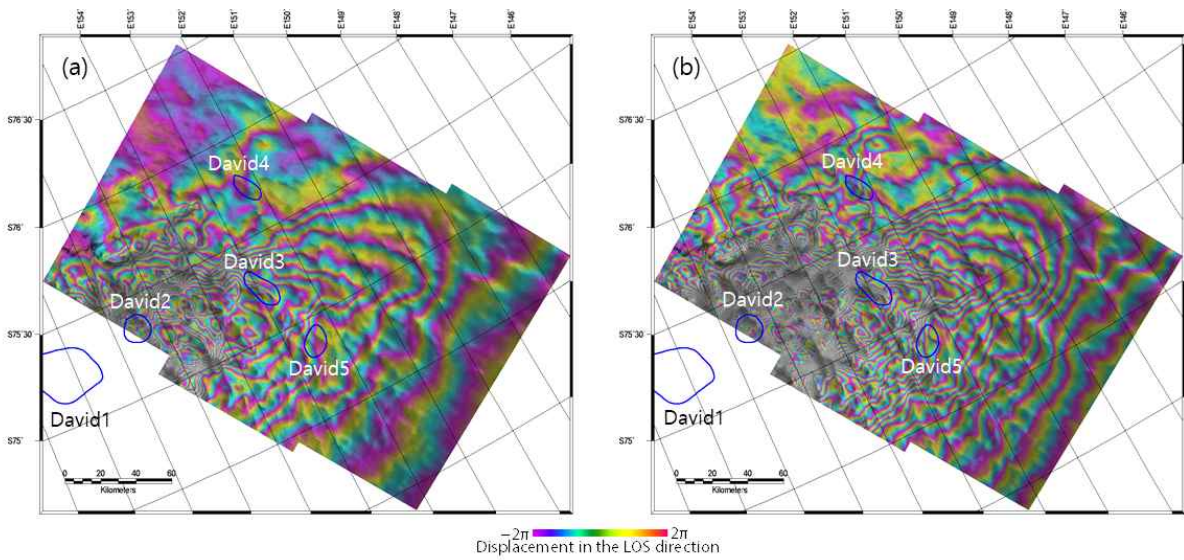 E154° E153° E152° E151° E150° E149° E148° E147° E146°
(a)
S76°30'
David4
S76°
David3
David2
S75°30'
David5
David1
S75°
0 20 40 60
Kilometers
E154° E153° E152° E151° E150° E149° E148° E147° E146°
(b)
S76°30'
David4
S76°
David3
David2
S75°30'
David5
David1
S75°
0 20 40 60
Kilometers
−2π 2π
Displacement in the LOS direction